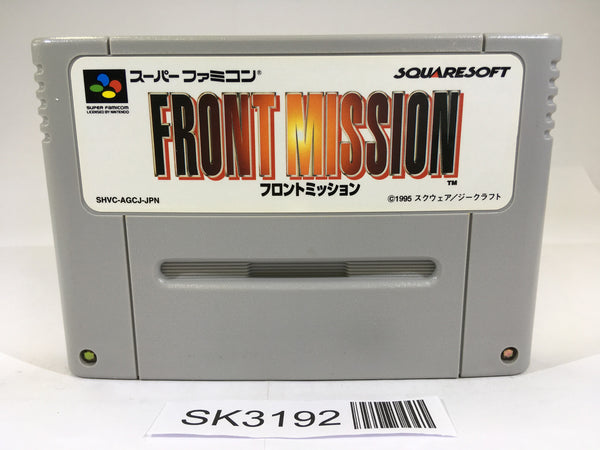 スーパーファミコン®
SQUARESOFT
SUPER FAMICOM
LICENSED BY NINTENDO
FRONT MISSION™
フロントミッション
SHVC-AGCJ-JPN
©1995 スクウェア/ジークラフト
SK3192